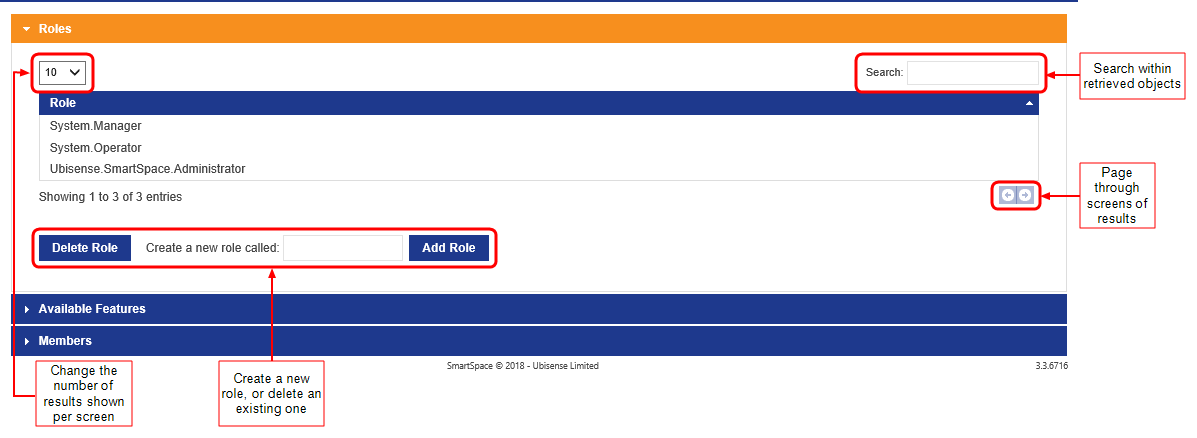 Roles
10
Search:
Search within
retrieved objects
Role
System.Manager
System.Operator
Ubisense.SmartSpace.Administrator
Showing 1 to 3 of 3 entries
Page
through
screens of
results
Delete Role
Create a new role called:
Add Role
Available Features
Members
Change the
number of
results shown
per screen
Create a new
role, or delete an
existing one
SmartSpace © 2018 - Ubisense Limited
3.3.6716